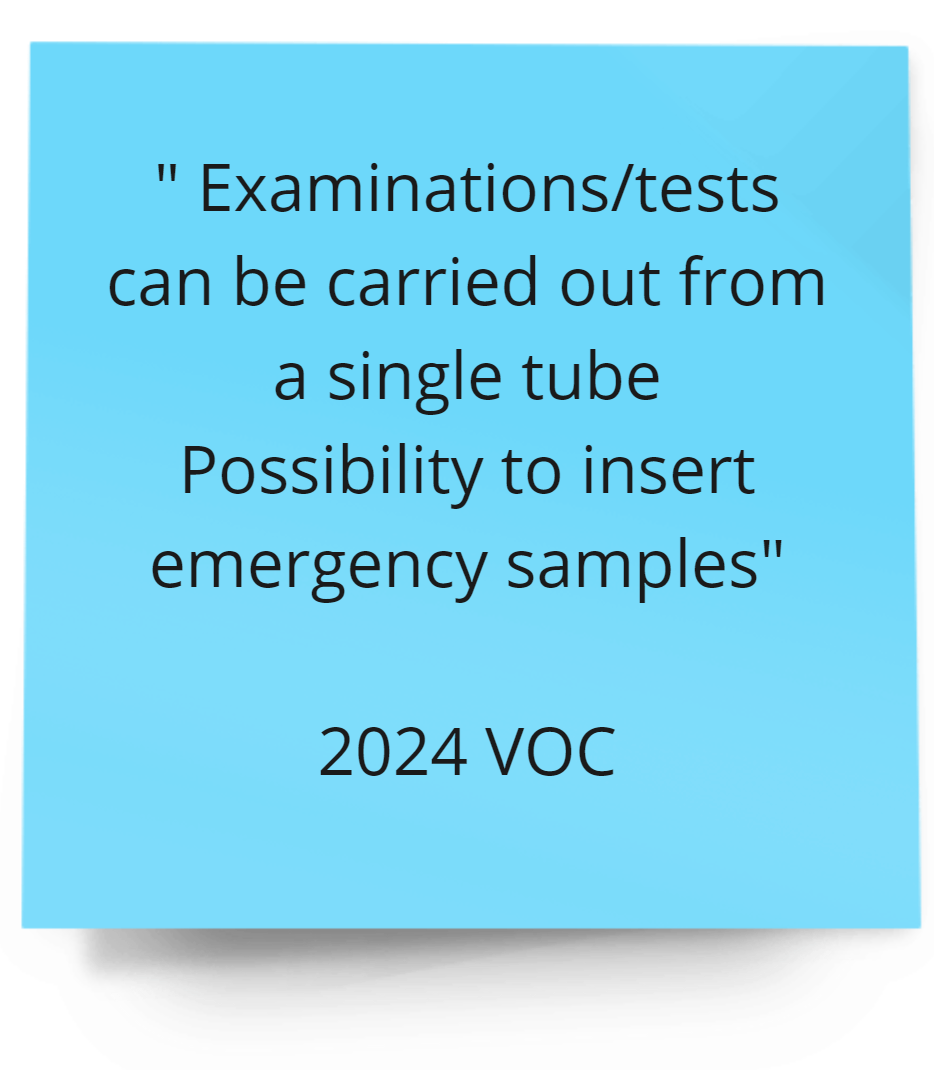 " Examinations/tests
can be carried out from
a single tube
Possibility to insert
emergency samples"
2024 VOC